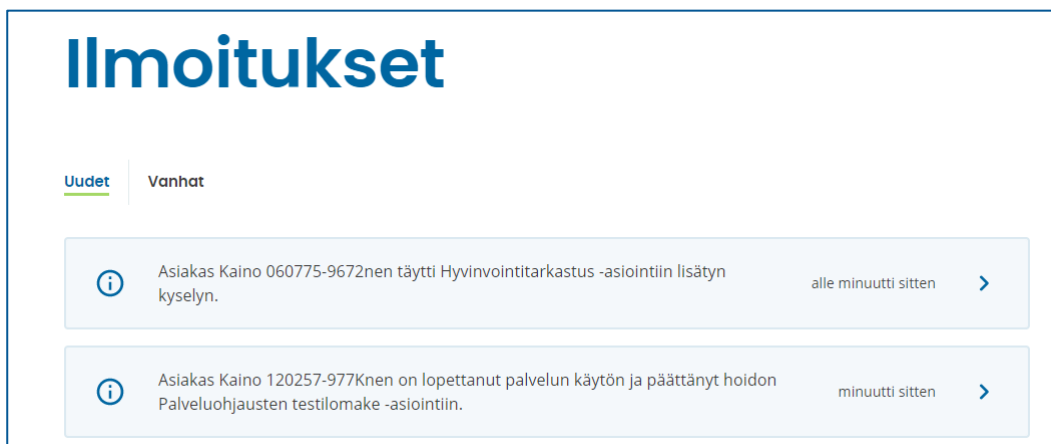 Ilmoitukset
Uudet Vanhat
Asiakas Kaino 060775-9672nen täytti Hyvinvointitarkastus -asiointiin lisätyn
kyselyn.
alle minuutti sitten
Asiakas Kaino 120257-977Knen on lopettanut palvelun käytön ja päättänyt hoidon
Palveluohjausten testilomake -asiointiin.
minuutti sitten